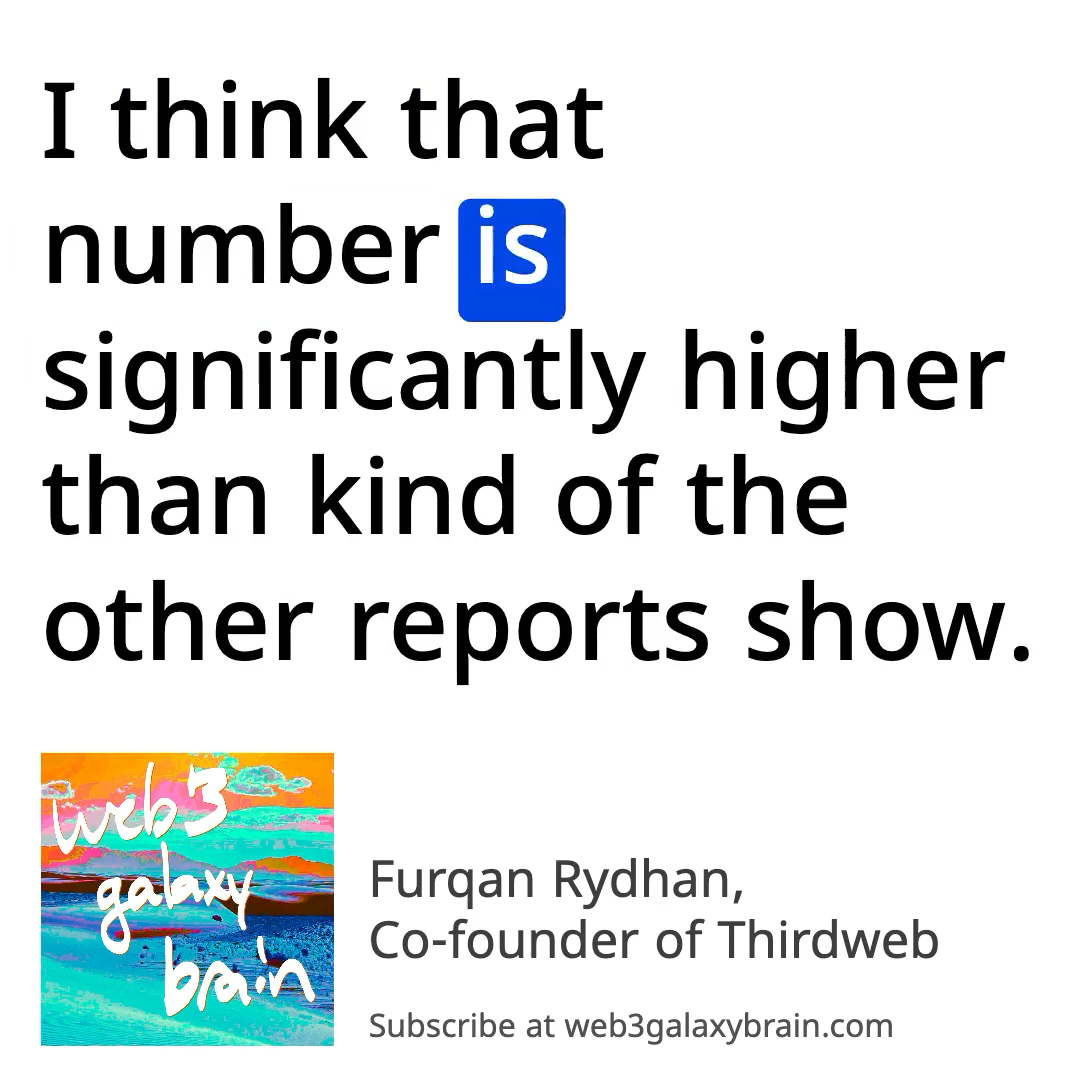 I think that
number is
significantly higher
than kind of the
other reports show.
web3
galaxy
brain
Furqan Rydhan,
Co-founder of Thirdweb
Subscribe at web3galaxybrain.com